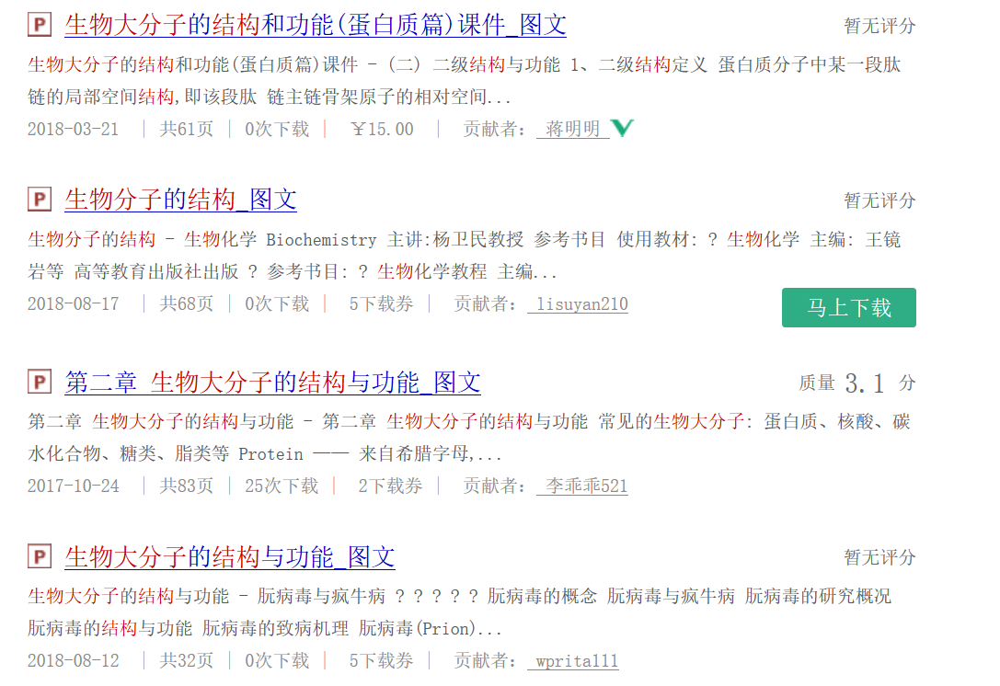 P 生物大分子的结构和功能(蛋白质篇)课件_图文 暂无评分
生物大分子的结构和功能(蛋白质篇)课件 - (二) 二级结构与功能 1、二级结构定义 蛋白质分子中某一段肽
链的局部空间结构,即该段肽 链主链骨架原子的相对空间...
2018-03-21 | 共61页 | 0次下载 | ￥15.00 | 贡献者: 蒋明明
P 生物分子的结构_图文 暂无评分
生物分子的结构 - 生物化学 Biochemistry 主讲:杨卫民教授 参考书目 使用教材: ? 生物化学 主编: 王镜
岩等 高等教育出版社出版 ? 参考书目: ? 生物化学教程 主编...
2018-08-17 | 共68页 | 0次下载 | 5下载券 | 贡献者: lisuyan210 马上下载
P 第二章 生物大分子的结构与功能_图文 质量 3.1 分
第二章 生物大分子的结构与功能 - 第二章 生物大分子的结构与功能 常见的生物大分子: 蛋白质、核酸、碳
水化合物、糖类、脂类等 Protein —— 来自希腊字母,...
2017-10-24 | 共83页 | 25次下载 | 2下载券 | 贡献者: 李乖乖521
P 生物大分子的结构与功能_图文 暂无评分
生物大分子的结构与功能 - 朊病毒与疯牛病 ? ? ? ? ? 朊病毒的概念 朊病毒与疯牛病 朊病毒的研究概况
朊病毒的结构与功能 朊病毒的致病机理 朊病毒(Prion)...
2018-08-12 | 共32页 | 0次下载 | 5下载券 | 贡献者: wprita111